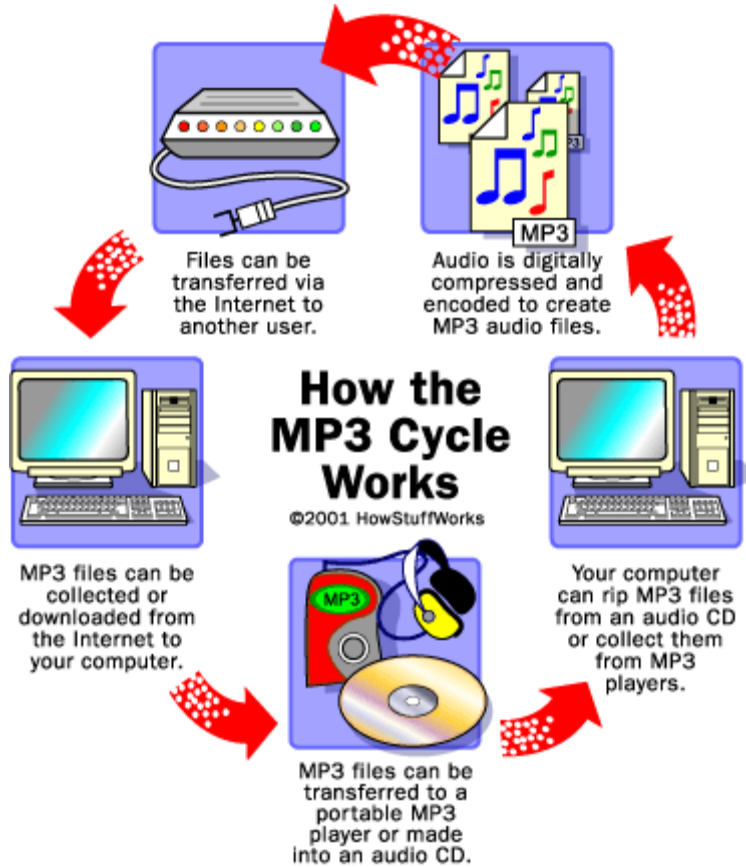 How the
MP3 Cycle
Works
©2001 HowStuffWorks
MP3
MP3
Audio is digitally
compressed and
encoded to create
MP3 audio files.
Files can be
transferred via
the Internet to
another user.
MP3 files can be
collected or
downloaded from
the Internet to
your computer.
MP3
MP3 files can be
transferred to a
portable MP3
player or made
into an audio CD.
Your computer
can rip MP3 files
from an audio CD
or collect them
from MP3
players.